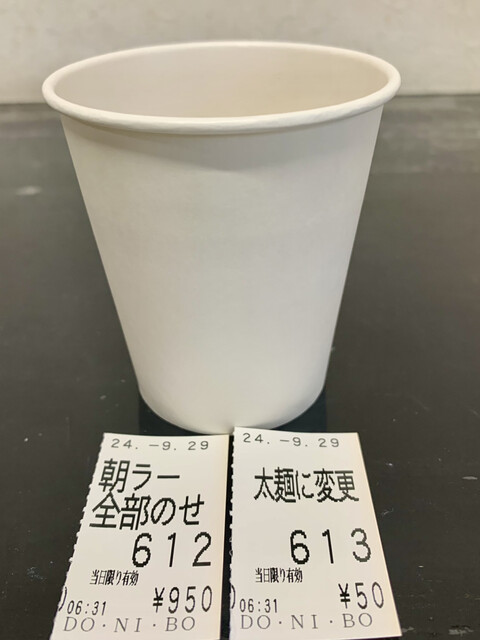 24.-9.29
朝ラー
全部のせ
612
当日限り有効
06:31 ¥950
DO・NI・BO
24.-9.29
太麺に変更
613
当日限り有効
06:31 ¥50
DO・NI・BO